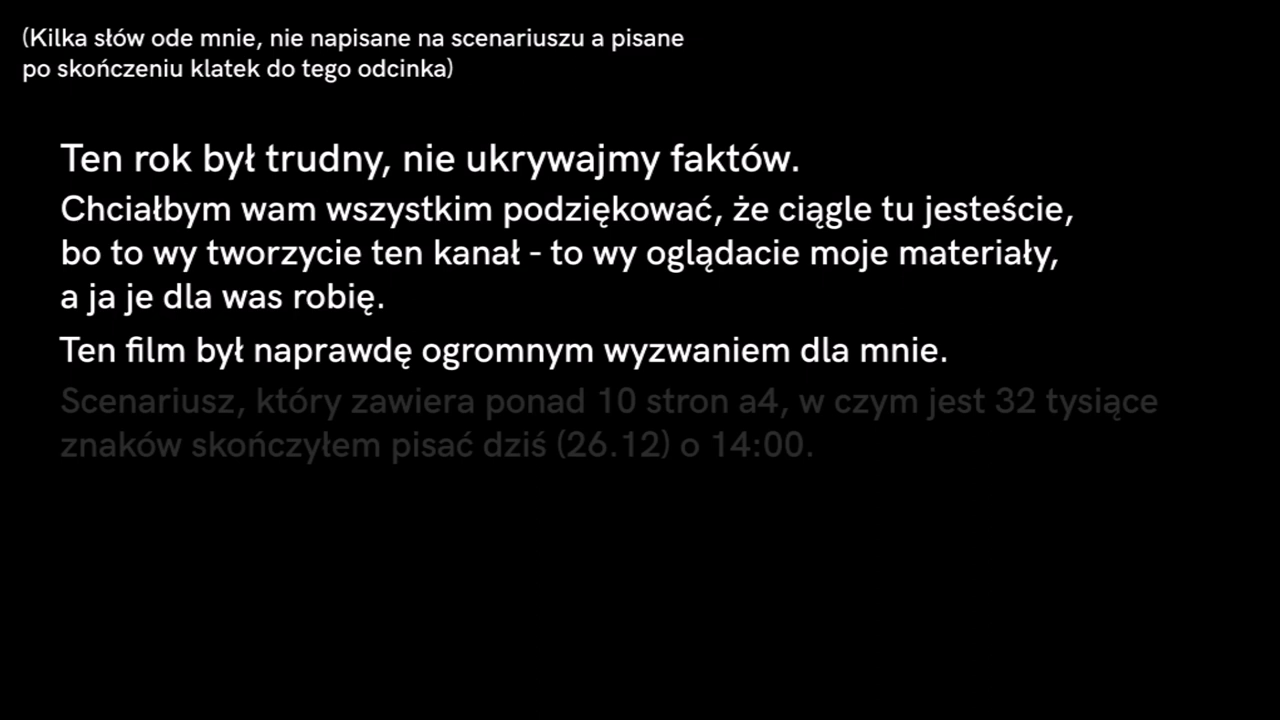 (Kilka słów ode mnie, nie napisane na scenariuszu a pisane
po skończeniu klatek do tego odcinka)
Ten rok był trudny, nie ukrywajmy faktów.
Chciałbym wam wszystkim podziękować, że ciągle tu jesteście,
bo to wy tworzycie ten kanał - to wy oglądacie moje materiały,
a ja je dla was robię.
Ten film był naprawdę ogromnym wyzwaniem dla mnie.
Scenariusz, który zawiera ponad 10 stron a4, w czym jest 32 tysiące
znaków skończyłem pisać dziś (26.12) o 14:00.